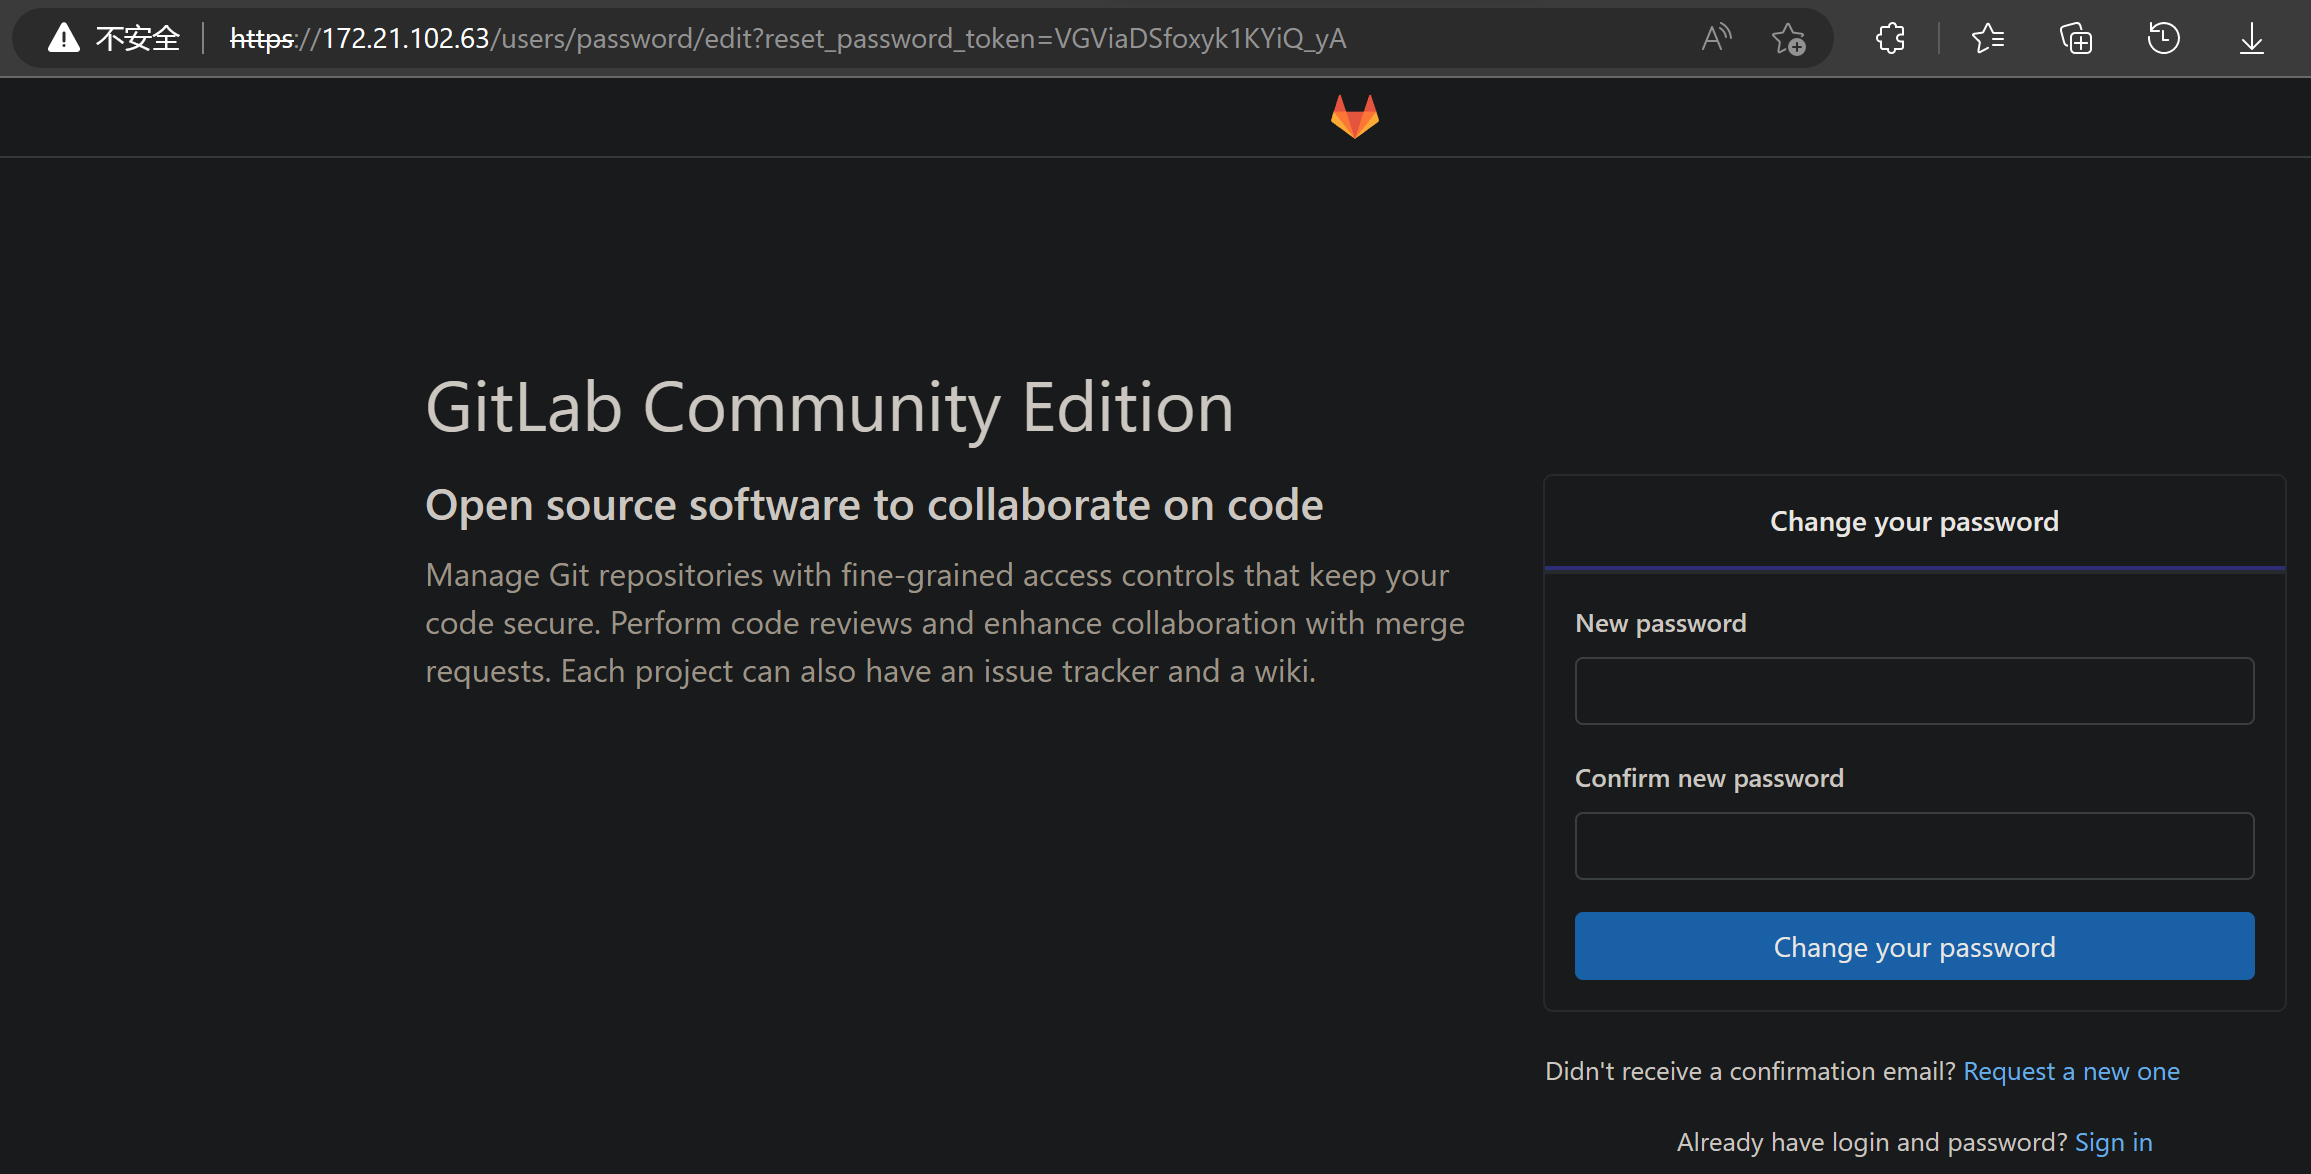 不安全 https://172.21.102.63/users/password/edit?reset_password_token=VGViaDSfoxyk1KYiQ_yA
GitLab Community Edition
Open source software to collaborate on code
Manage Git repositories with fine-grained access controls that keep your
code secure. Perform code reviews and enhance collaboration with merge
requests. Each project can also have an issue tracker and a wiki.
Change your password
New password
Confirm new password
Change your password
Didn't receive a confirmation email? Request a new one
Already have login and password? Sign in